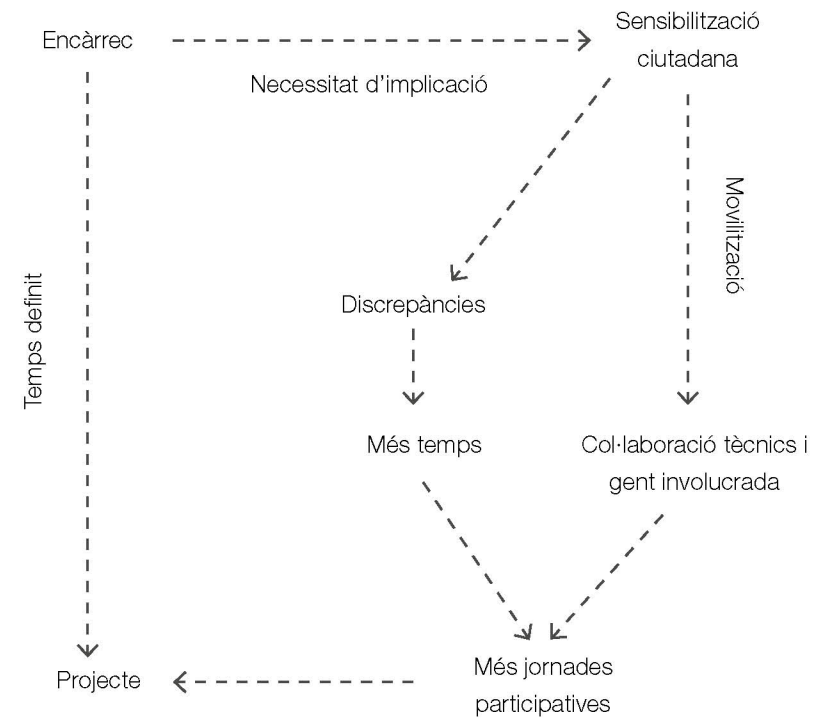 Encàrrec
Sensibilització
ciutadana
Necessitat d'implicació
Movilització
Temps definit
Discrepàncies
Més temps
Col·laboració tècnics i
gent involucrada
Projecte
Més jornades
participatives